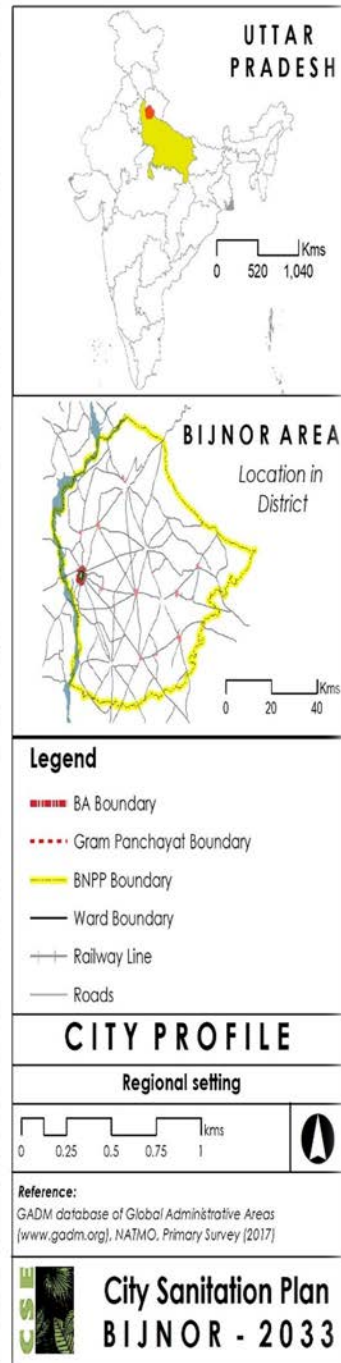 UTTAR
PRADESH
Kms
0 520 1,040
BIJNOR AREA
Location in
District
Kms
0 20 40
Legend
BA Boundary
Gram Panchayat Boundary
BNPP Boundary
Ward Boundary
Railway Line
Roads
CITY PROFILE
Regional setting
kms
0 0.25 0.5 0.75 1
Reference:
GADM database of Global Administrative Areas
(www.gadm.org), NATMO, Primary Survey (2017)
CSE
City Sanitation Plan
BIJNOR - 2033